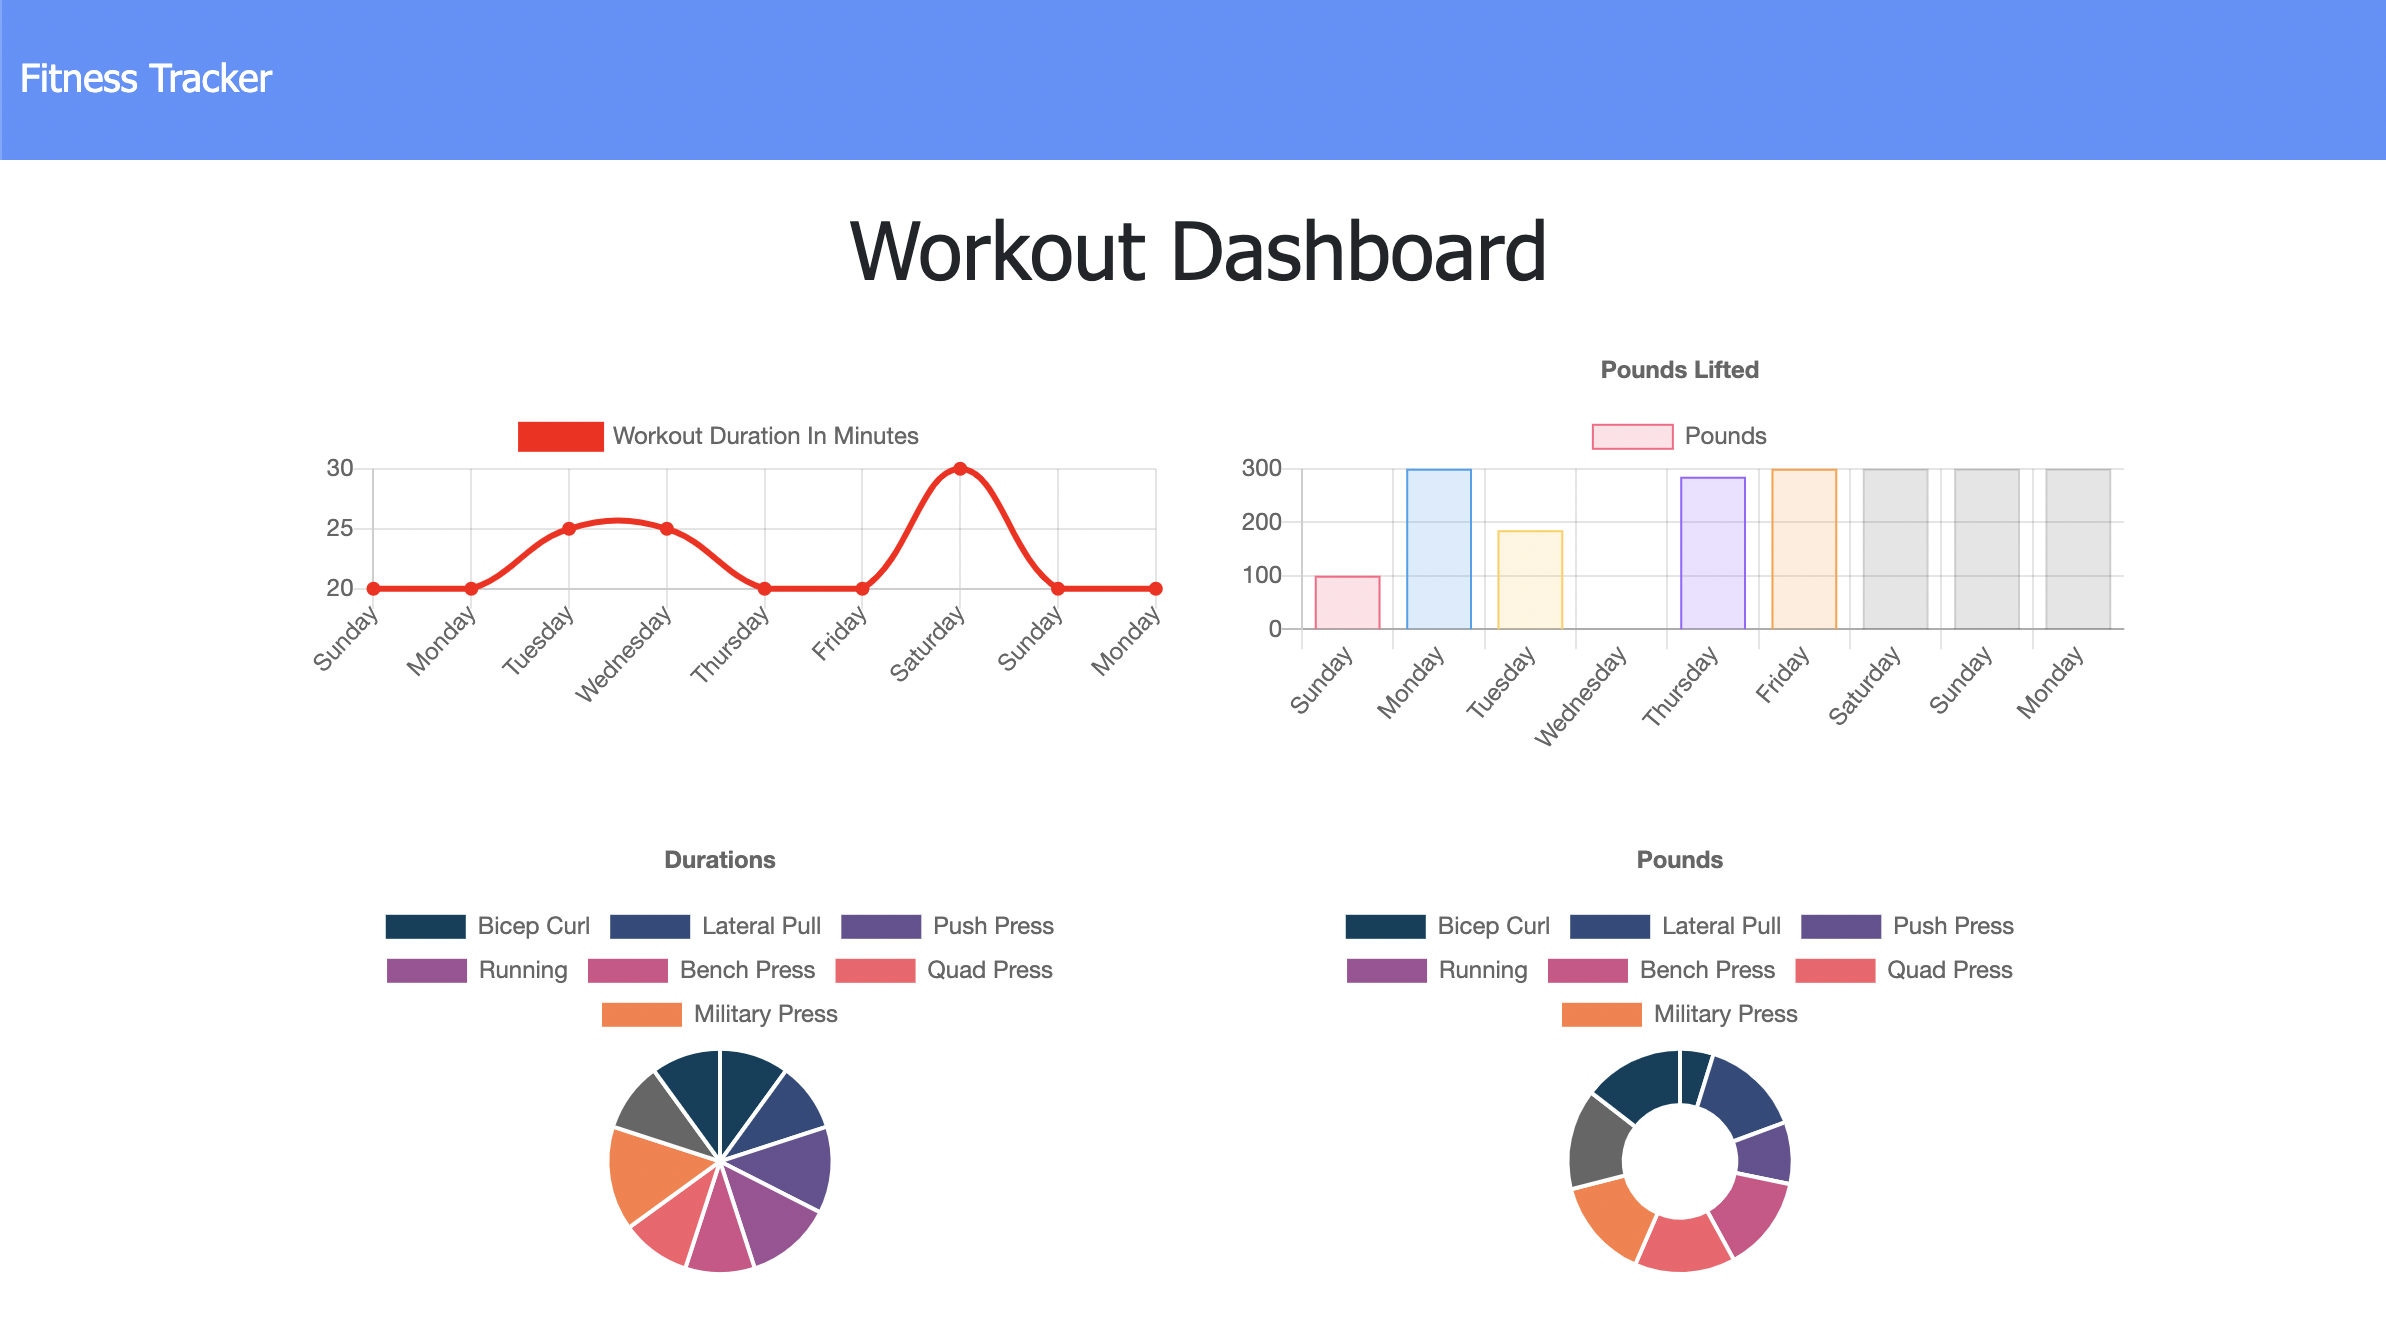 Fitness Tracker
Workout Dashboard
Workout Duration In Minutes
30
25
20
Sunday Monday Tuesday Wednesday Thursday Friday Saturday Sunday Monday
Pounds Lifted
Pounds
300
200
100
0
Sunday Monday Tuesday Wednesday Thursday Friday Saturday Sunday Monday
Durations
Bicep Curl Lateral Pull Push Press
Running Bench Press Quad Press
Military Press
Pounds
Bicep Curl Lateral Pull Push Press
Running Bench Press Quad Press
Military Press